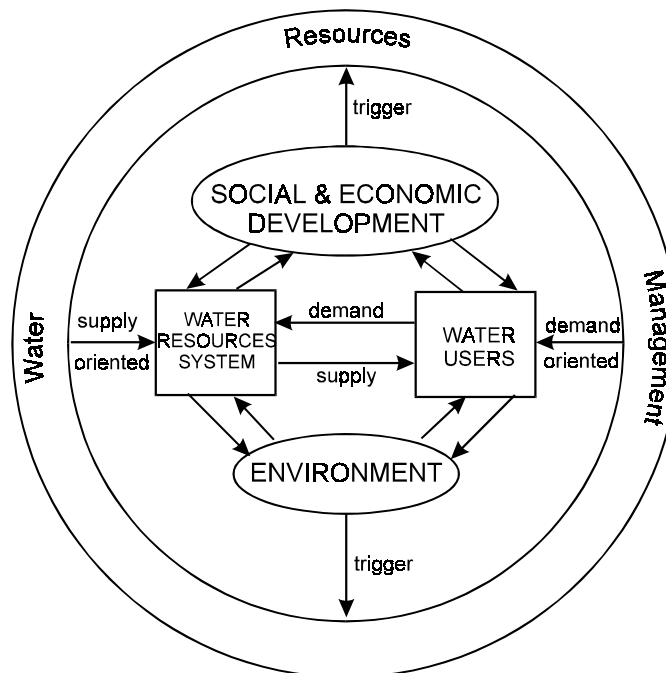 Resources
trigger
SOCIAL & ECONOMIC
DEVELOPMENT
Water
supply
oriented
WATER
RESOURCES
SYSTEM
demand
supply
WATER
USERS
demand
oriented
Management
ENVIRONMENT
trigger